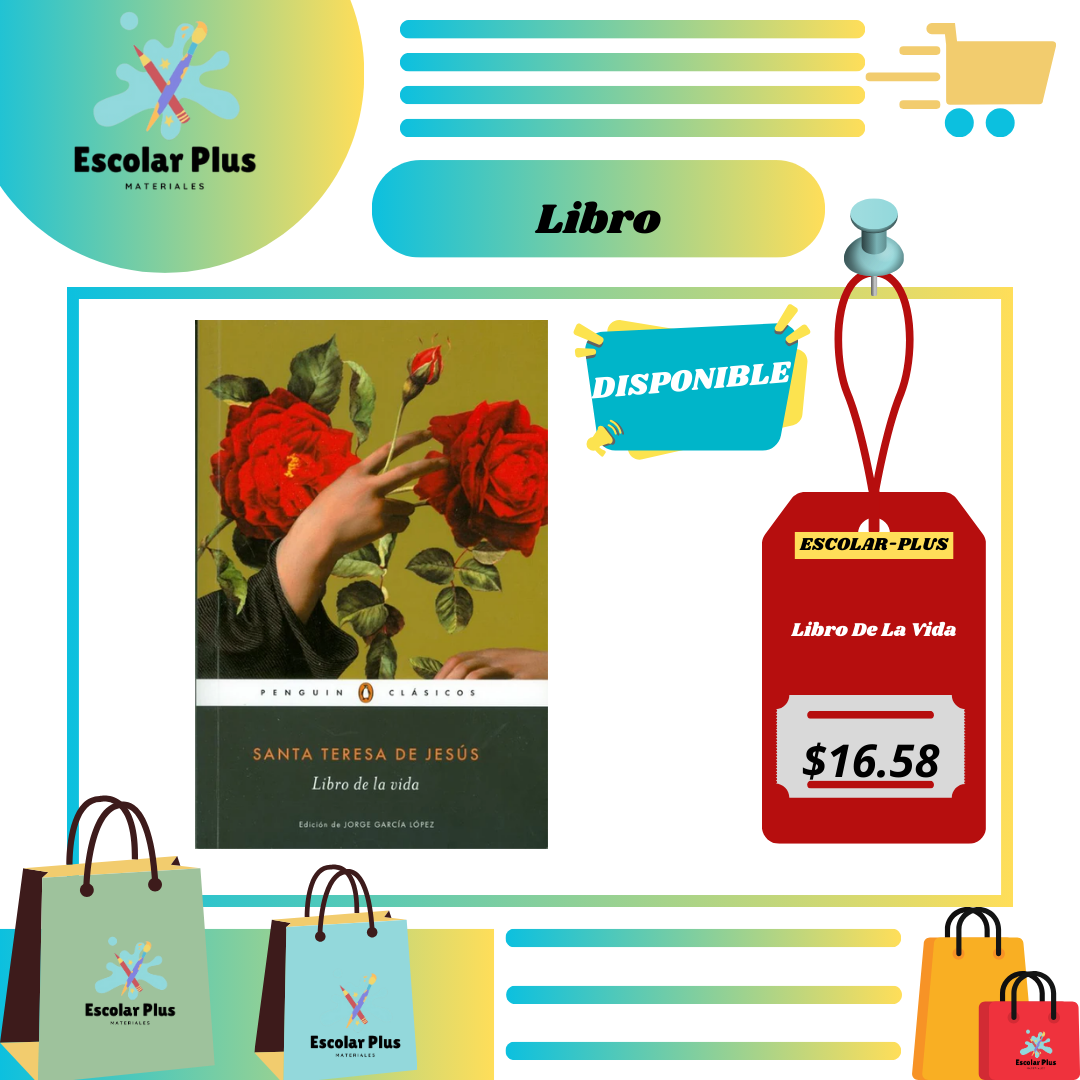 Escolar Plus
MATERIALES
Libro
DISPONIBLE
ESCOLAR-PLUS
Libro De La Vida
$16.58
PENGUIN CLÁSICOS
SANTA TERESA DE JESÚS
Libro de la vida
Edición de JORGE GARCÍA LÓPEZ
Escolar Plus
MATERIALES
Escolar Plus
MATERIALES
Escolar Plus